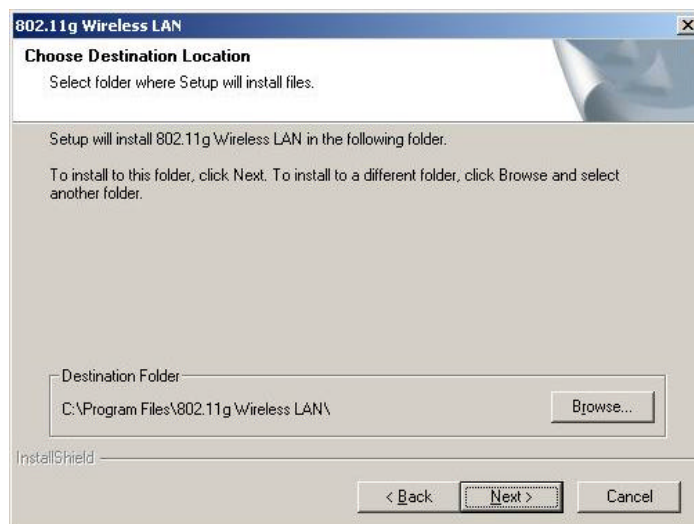 802.11g Wireless LAN
Choose Destination Location
Select folder where Setup will install files.
Setup will install 802.11g Wireless LAN in the following folder.
To install to this folder, click Next. To install to a different folder, click Browse and select
another folder.
Destination Folder
C:\Program Files\802.11g Wireless LAN\
Browse...
InstallShield
< Back
Next >
Cancel